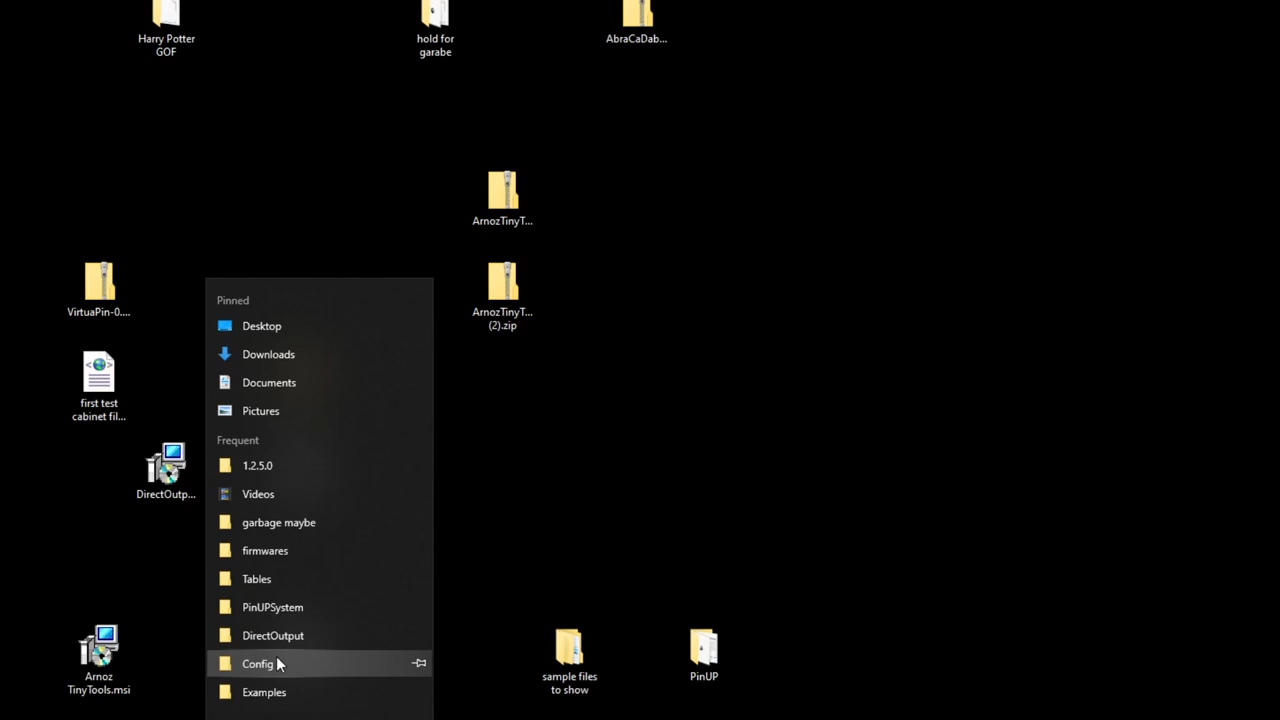 Harry Potter
GOF
hold for
garabe
AbraCaDab...
ArnozTinyT...
VirtuaPin-0....
ArnozTinyT...
(2).zip
first test
cabinet fil...
DirectOutp...
Pinned
Desktop
Downloads
Documents
Pictures
Frequent
1.2.5.0
Videos
garbage maybe
firmwares
Tables
PinUPSystem
DirectOutput
Config
Examples
Arnoz
TinyTools.msi
sample files
to show
PinUP